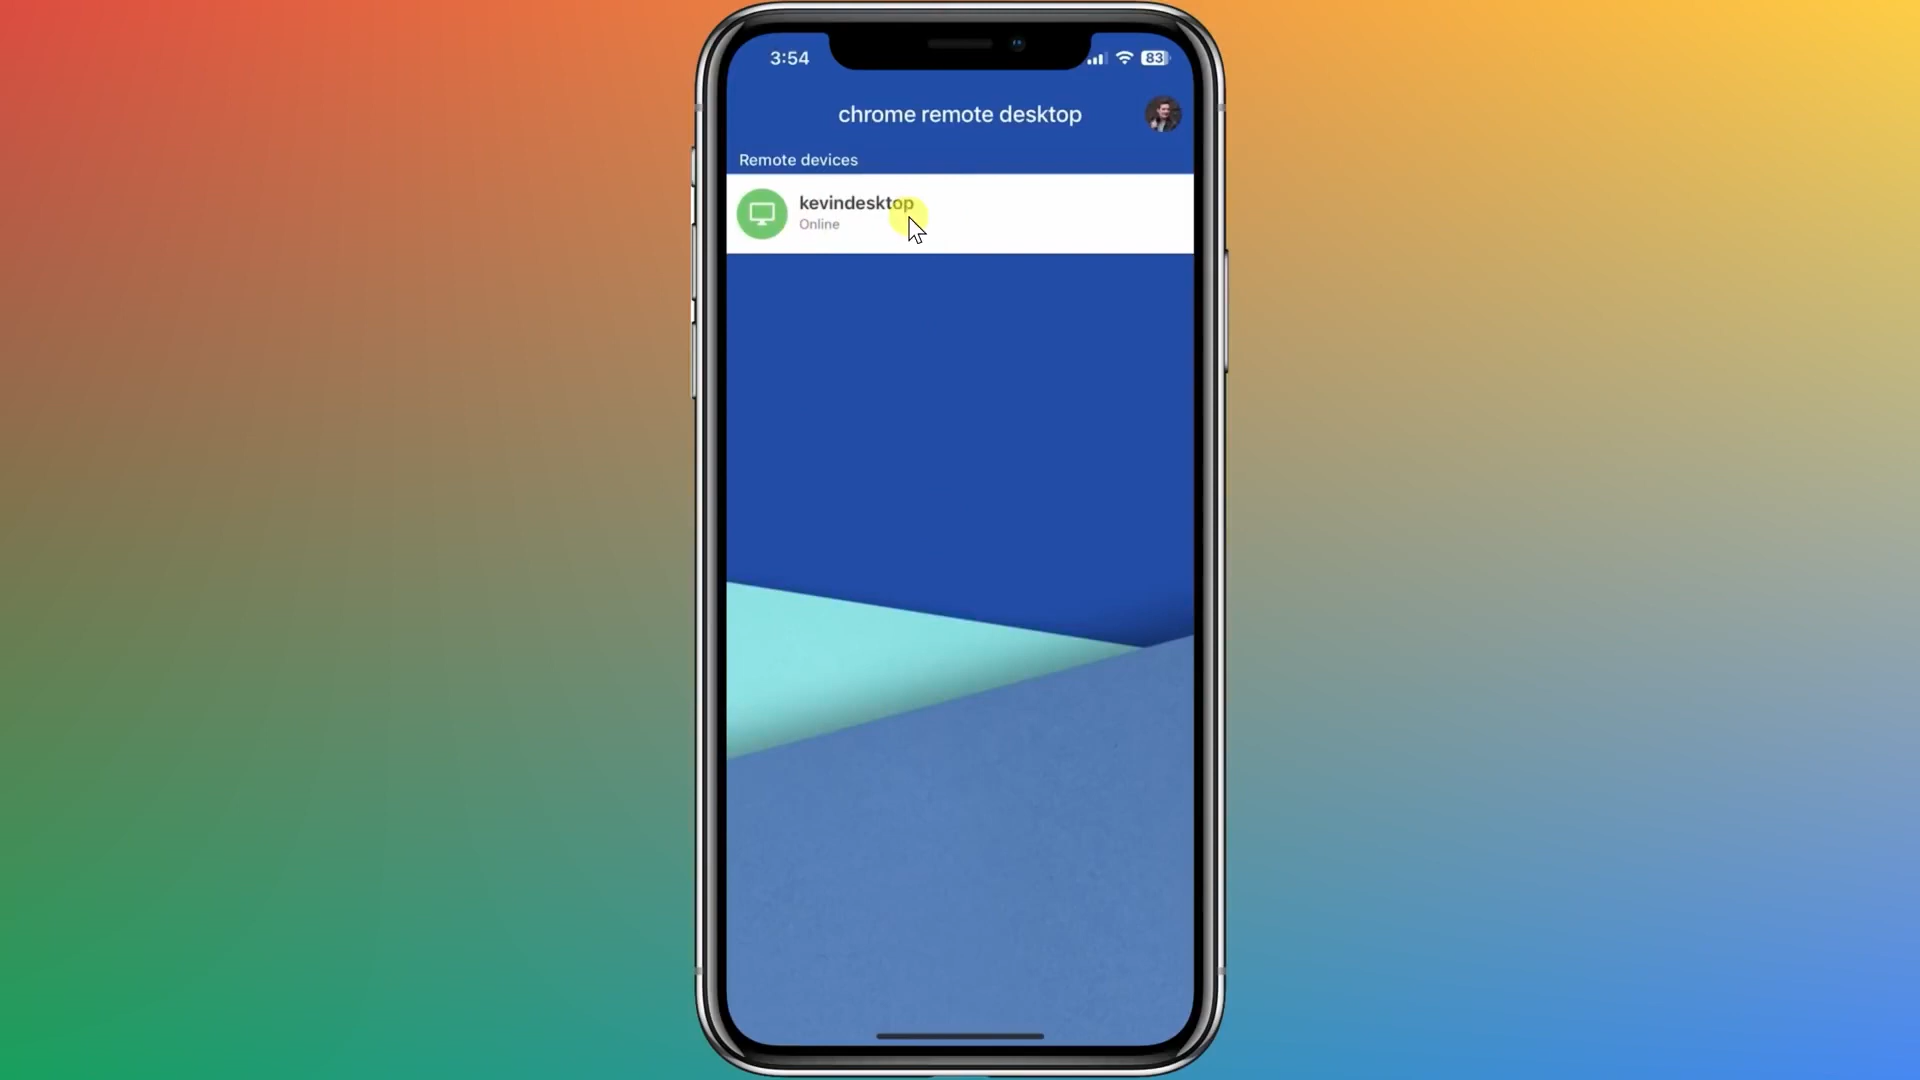 3:54
83
chrome remote desktop
Remote devices
kevindesktop
Online